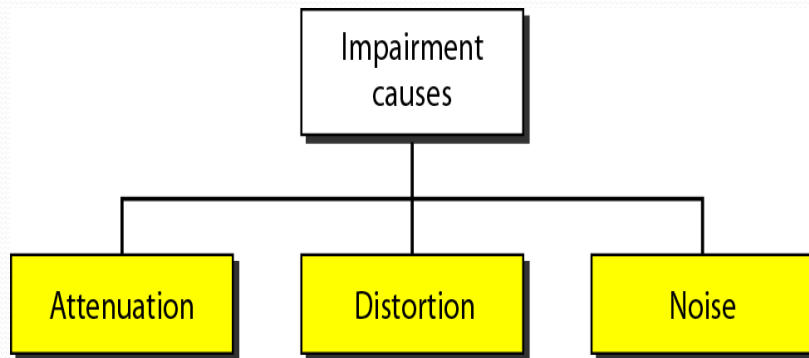 Impairment
causes
Attenuation
Distortion
Noise